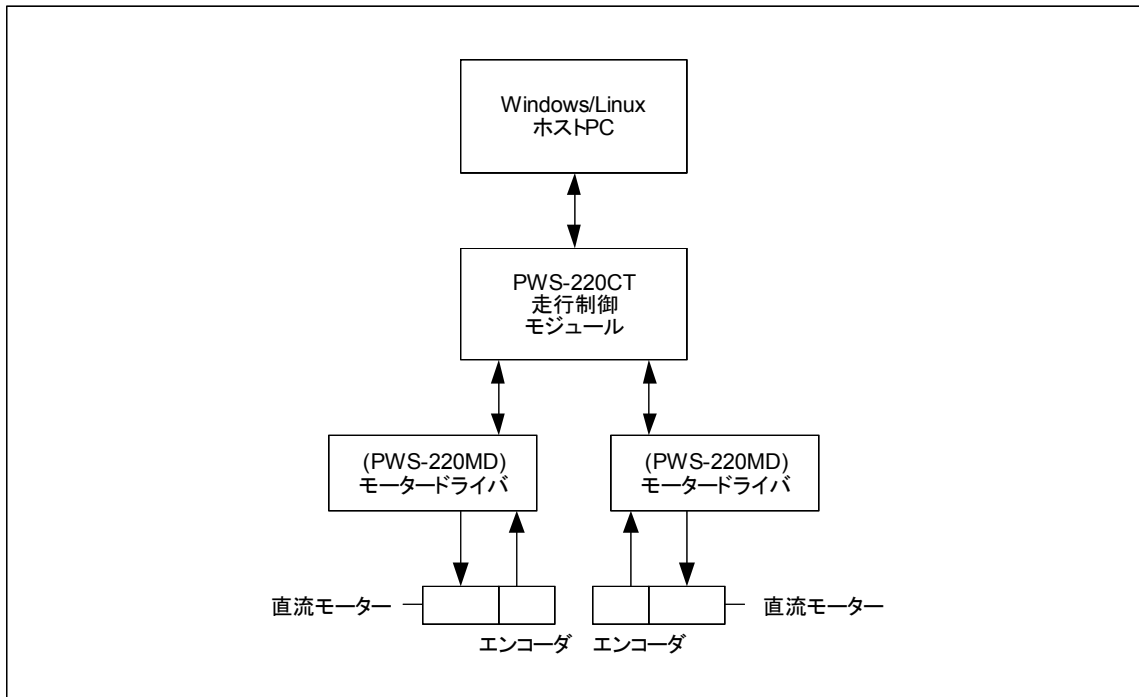 Windows/Linux
ホストPC
PWS-220CT
走行制御
モジュール
(PWS-220MD)
モータードライバ
(PWS-220MD)
モータードライバ
直流モーター
エンコーダ
エンコーダ
直流モーター